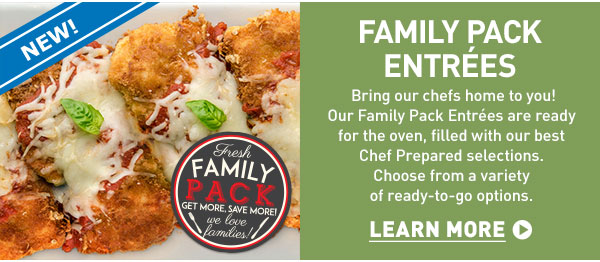 NEW!
Fresh
FAMILY
PACK
GET MORE, SAVE MORE!
we love
families!
FAMILY PACK
ENTRÉES
Bring our chefs home to you!
Our Family Pack Entrées are ready
for the oven, filled with our best
Chef Prepared selections.
Choose from a variety
of ready-to-go options.
LEARN MORE